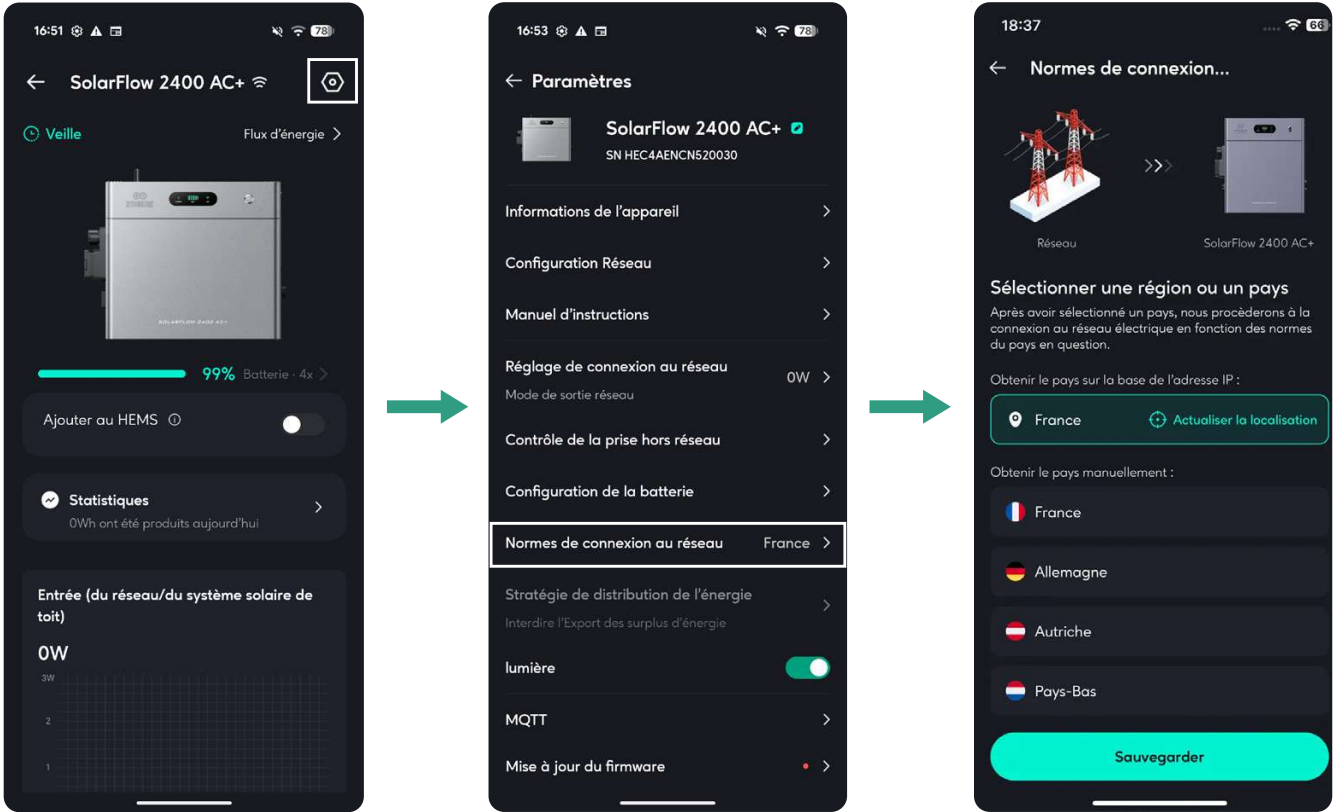 16:51
78
SolarFlow 2400 AC+
Veille
Flux d'énergie
SOLARFLOW 2400 AC+
99% Batterie · 4x
Ajouter au HEMS
Statistiques
0Wh ont été produits aujourd'hui
Entrée (du réseau/du système solaire de
toit)
0W
3W
2
1
16:53
78
Paramètres
SolarFlow 2400 AC+
SN HEC4AENCN520030
Informations de l'appareil
Configuration Réseau
Manuel d'instructions
Réglage de connexion au réseau
0W
Mode de sortie réseau
Contrôle de la prise hors réseau
Configuration de la batterie
Normes de connexion au réseau France
Stratégie de distribution de l'énergie
Interdire l'Export des surplus d'énergie
lumière
MQTT
Mise à jour du firmware
18:37
66
Normes de connexion...
Réseau
SolarFlow 2400 AC+
Sélectionner une région ou un pays
Après avoir sélectionné un pays, nous procèderons à la
connexion au réseau électrique en fonction des normes
du pays en question.
Obtenir le pays sur la base de l'adresse IP :
France Actualiser la localisation
Obtenir le pays manuellement :
France
Allemagne
Autriche
Pays-Bas
Sauvegarder